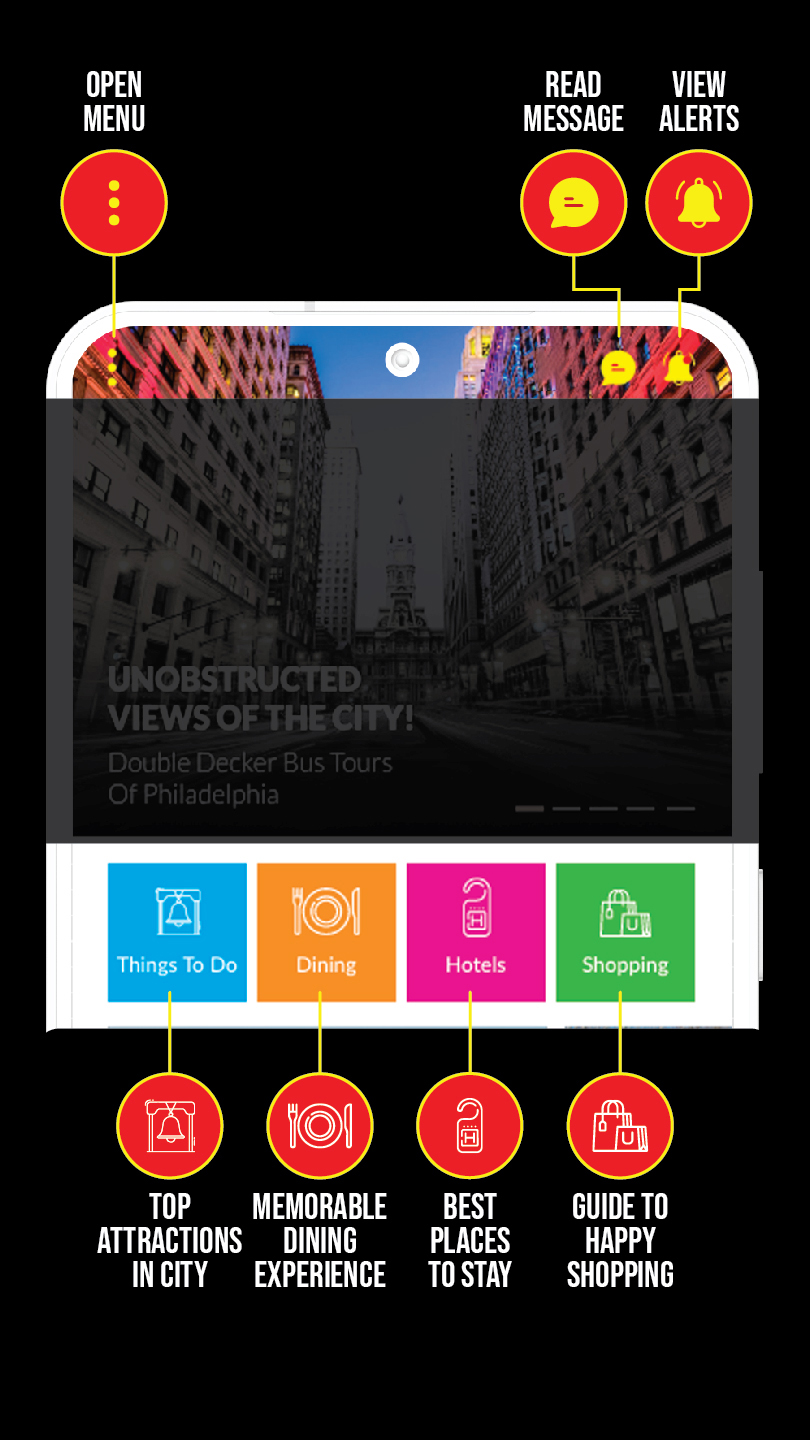 OPEN
MENU
READ
MESSAGE
VIEW
ALERTS
UNOBSTRUCTED
VIEWS OF THE CITY!
Double Decker Bus Tours
Of Philadelphia
H
U
Things To Do
Dining
Hotels
Shopping
H
U
TOP
ATTRACTIONS
IN CITY
MEMORABLE
DINING
EXPERIENCE
BEST
PLACES
TO STAY
GUIDE TO
HAPPY
SHOPPING